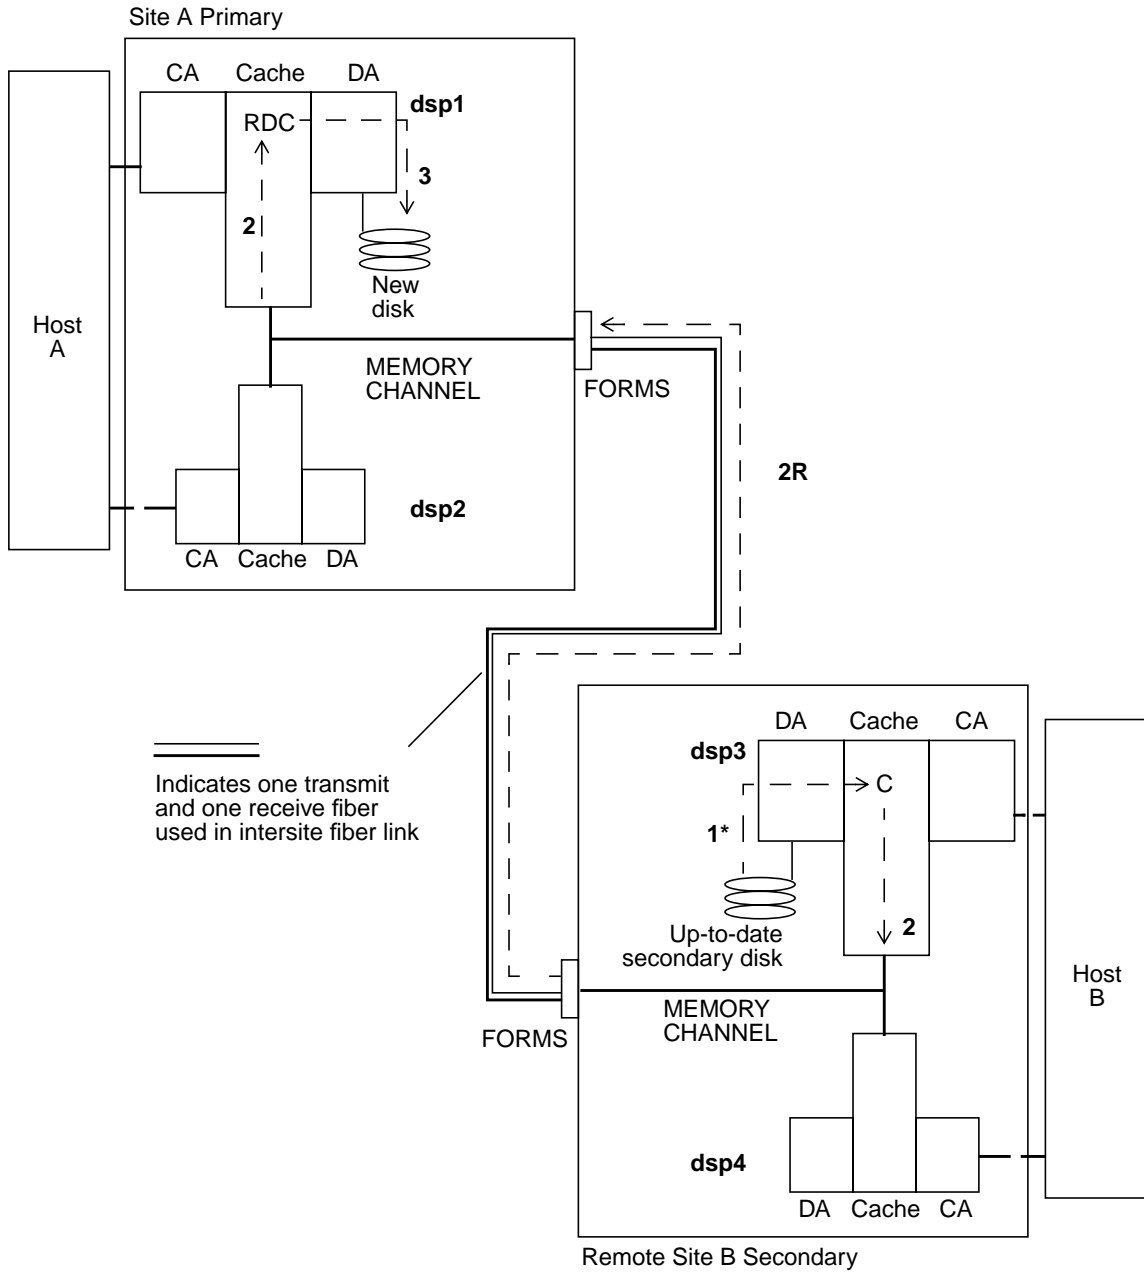 Site A Primary
CA Cache DA
dsp1
RDC
3
2
New
disk
Host
A
MEMORY
CHANNEL
FORMS
2R
dsp2
CA Cache DA
DA Cache CA
dsp3
C
Indicates one transmit
and one receive fiber
used in intersite fiber link
1*
2
Up-to-date
secondary disk
Host
B
MEMORY
CHANNEL
FORMS
dsp4
DA Cache CA
Remote Site B Secondary